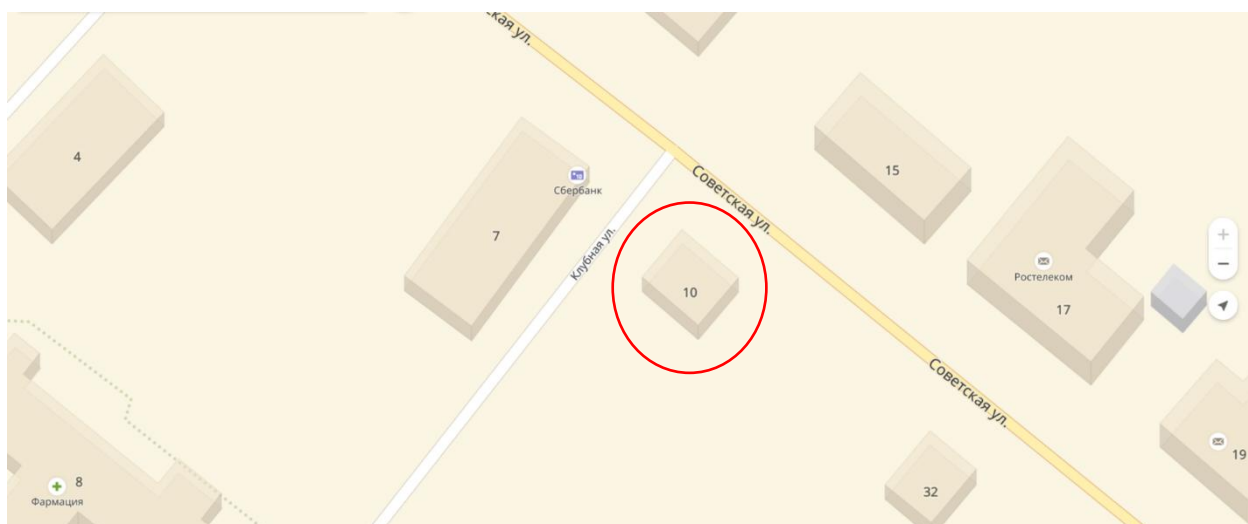 ская ул.
4
Сбербанк
7
Клубная ул.
Советская ул.
10
15
Ростелеком
17
Советская ул.
32
19
8
Фармация
+
−